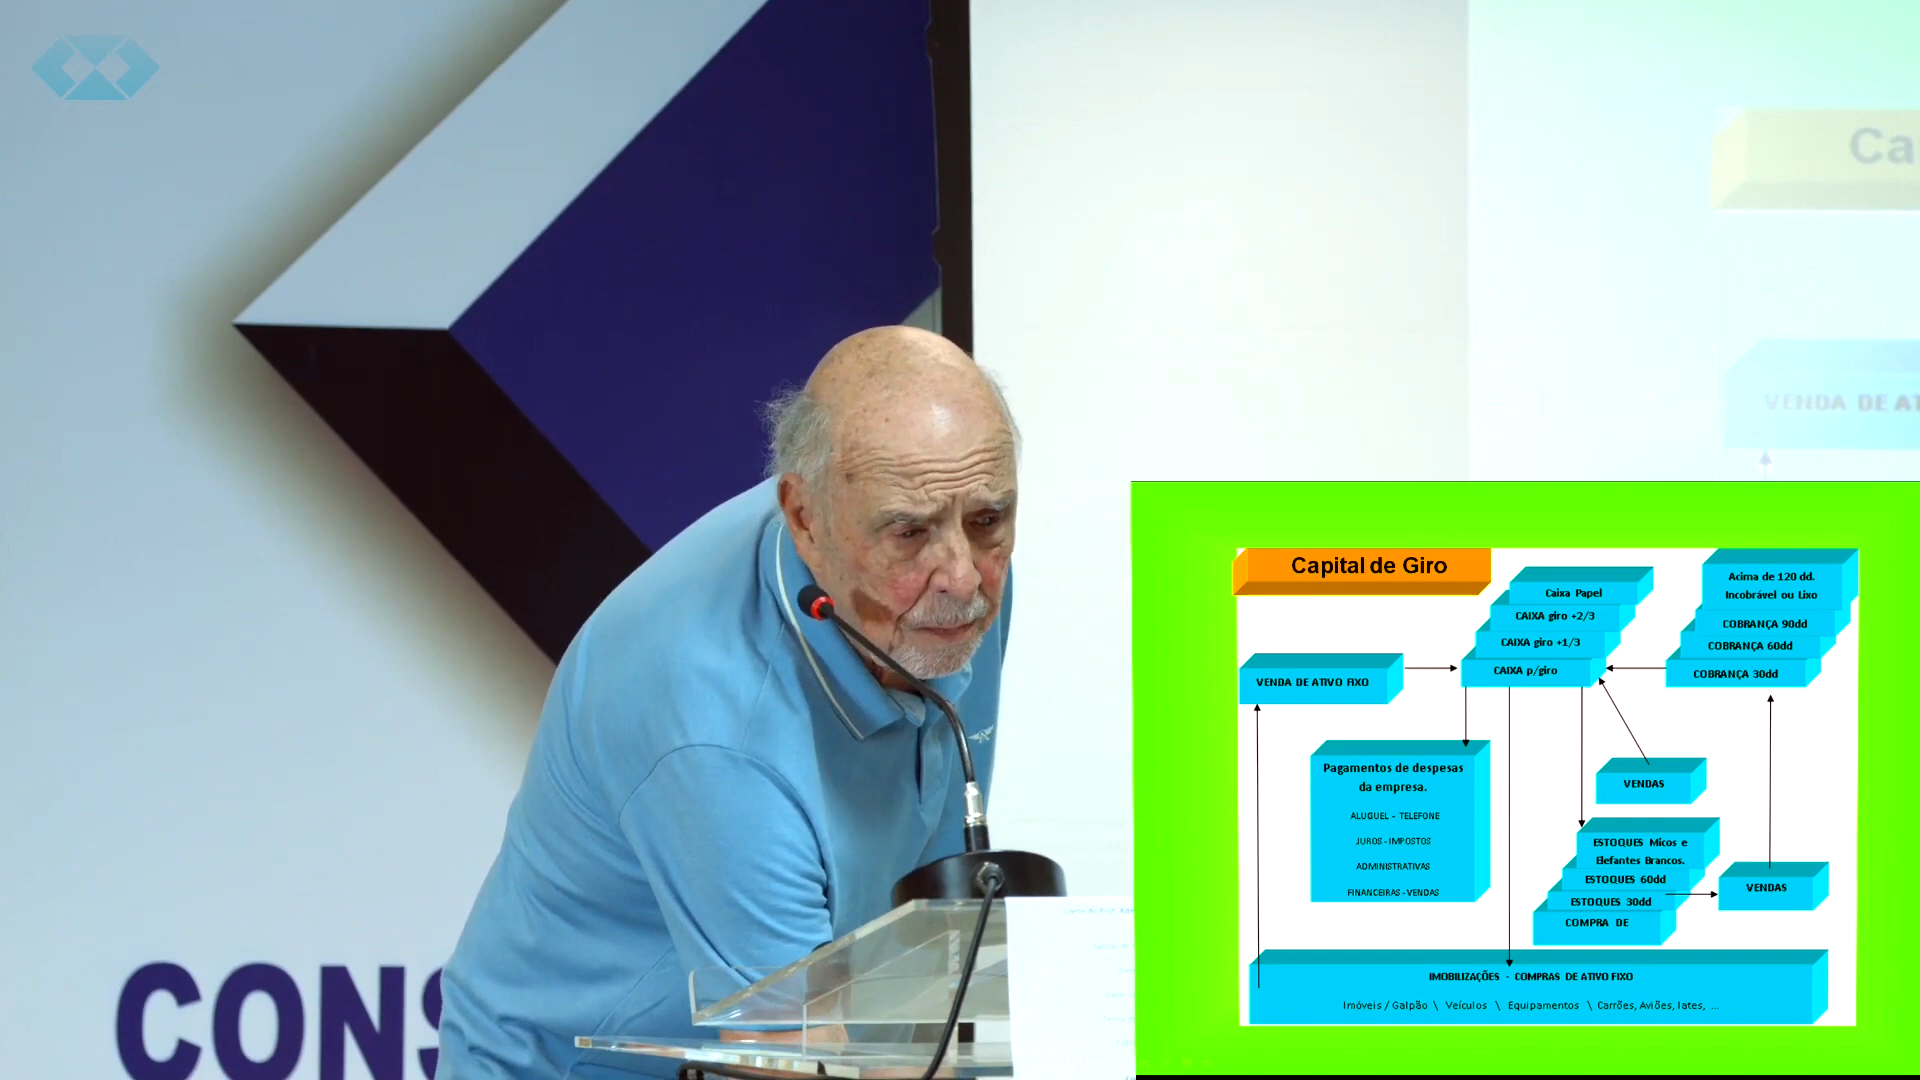 Ca
VENDA DE AT
CONS
Capital de Giro
Caixa Papel
CAIXA giro +2/3
CAIXA giro +1/3
CAIXA p/giro
Acima de 120 dd.
Incobrável ou Lixo
COBRANÇA 90dd
COBRANÇA 60dd
COBRANÇA 30dd
VENDA DE ATIVO FIXO
Pagamentos de despesas
da empresa.
ALUGUEL - TELEFONE
JUROS - IMPOSTOS
ADMINISTRATIVAS
FINANCEIRAS - VENDAS
VENDAS
ESTOQUES Micos e
Elefantes Brancos.
ESTOQUES 60dd
ESTOQUES 30dd
COMPRA DE
VENDAS
IMOBILIZAÇÕES - COMPRAS DE ATIVO FIXO
Imóveis / Galpão \ Veículos \ Equipamentos \ Carrões, Aviões, Iates, ...